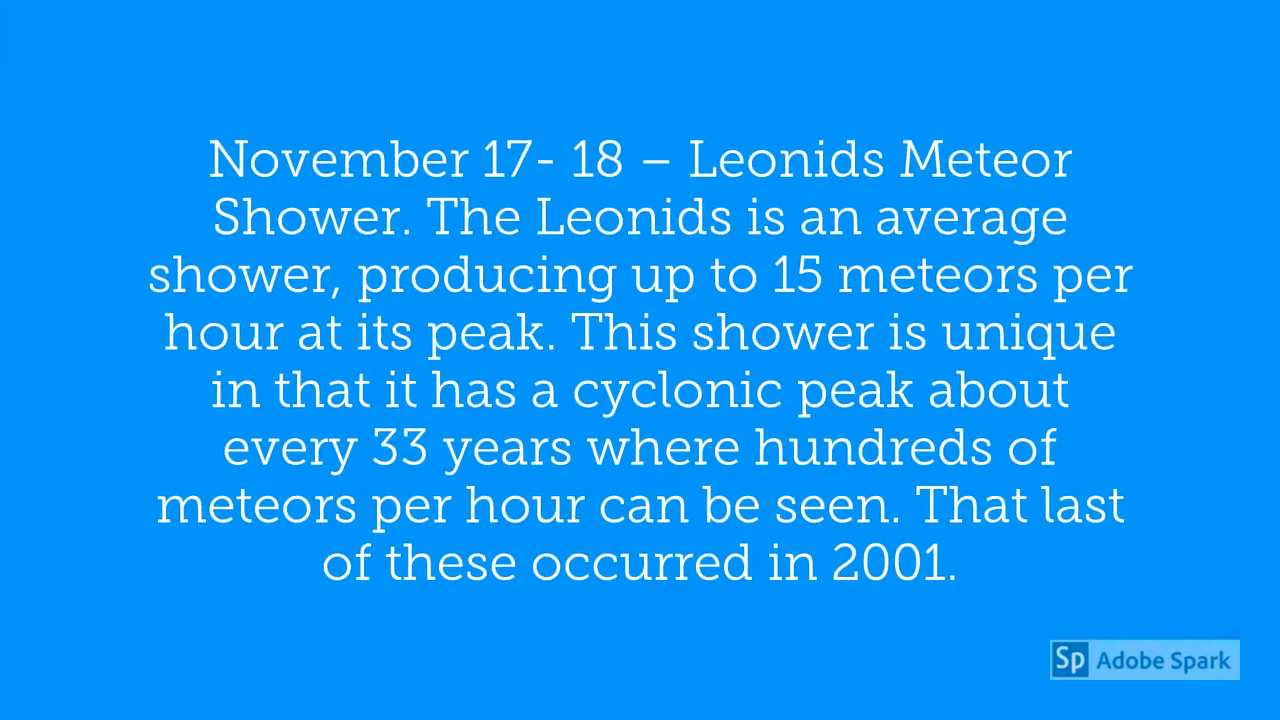 November 17- 18 – Leonids Meteor
Shower. The Leonids is an average
shower, producing up to 15 meteors per
hour at its peak. This shower is unique
in that it has a cyclonic peak about
every 33 years where hundreds of
meteors per hour can be seen. That last
of these occurred in 2001.
Sp Adobe Spark